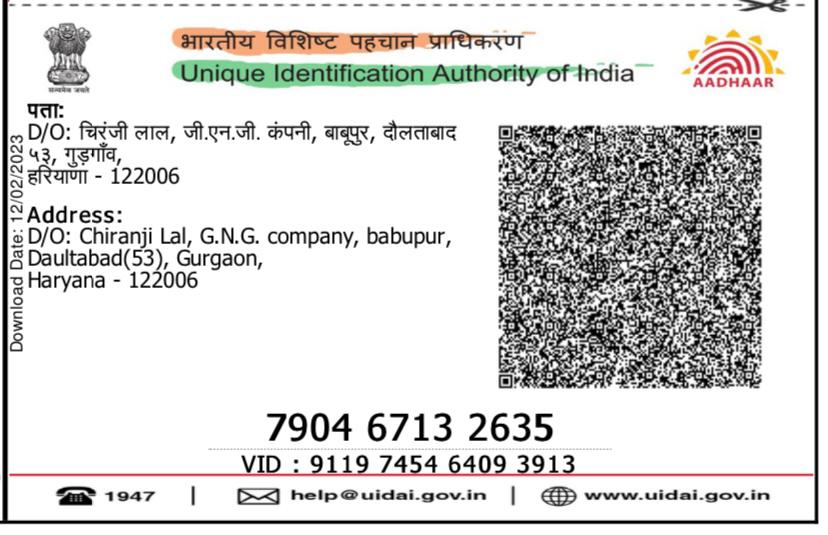 सत्यमेव जयते
भारतीय विशिष्ट पहचान प्राधिकरण
Unique Identification Authority of India
AADHAAR
Download Date: 12/02/2023
पता:
D/O: चिरंजी लाल, जी.एन.जी. कंपनी, बाबूपुर, दौलताबाद
५३, गुड़गाँव,
हरियाणा - 122006
Address:
D/O: Chiranji Lal, G.N.G. company, babupur,
Daultabad(53), Gurgaon,
Haryana - 122006
7904 6713 2635
VID : 9119 7454 6409 3913
1947 | help@uidai.gov.in | www.uidai.gov.in